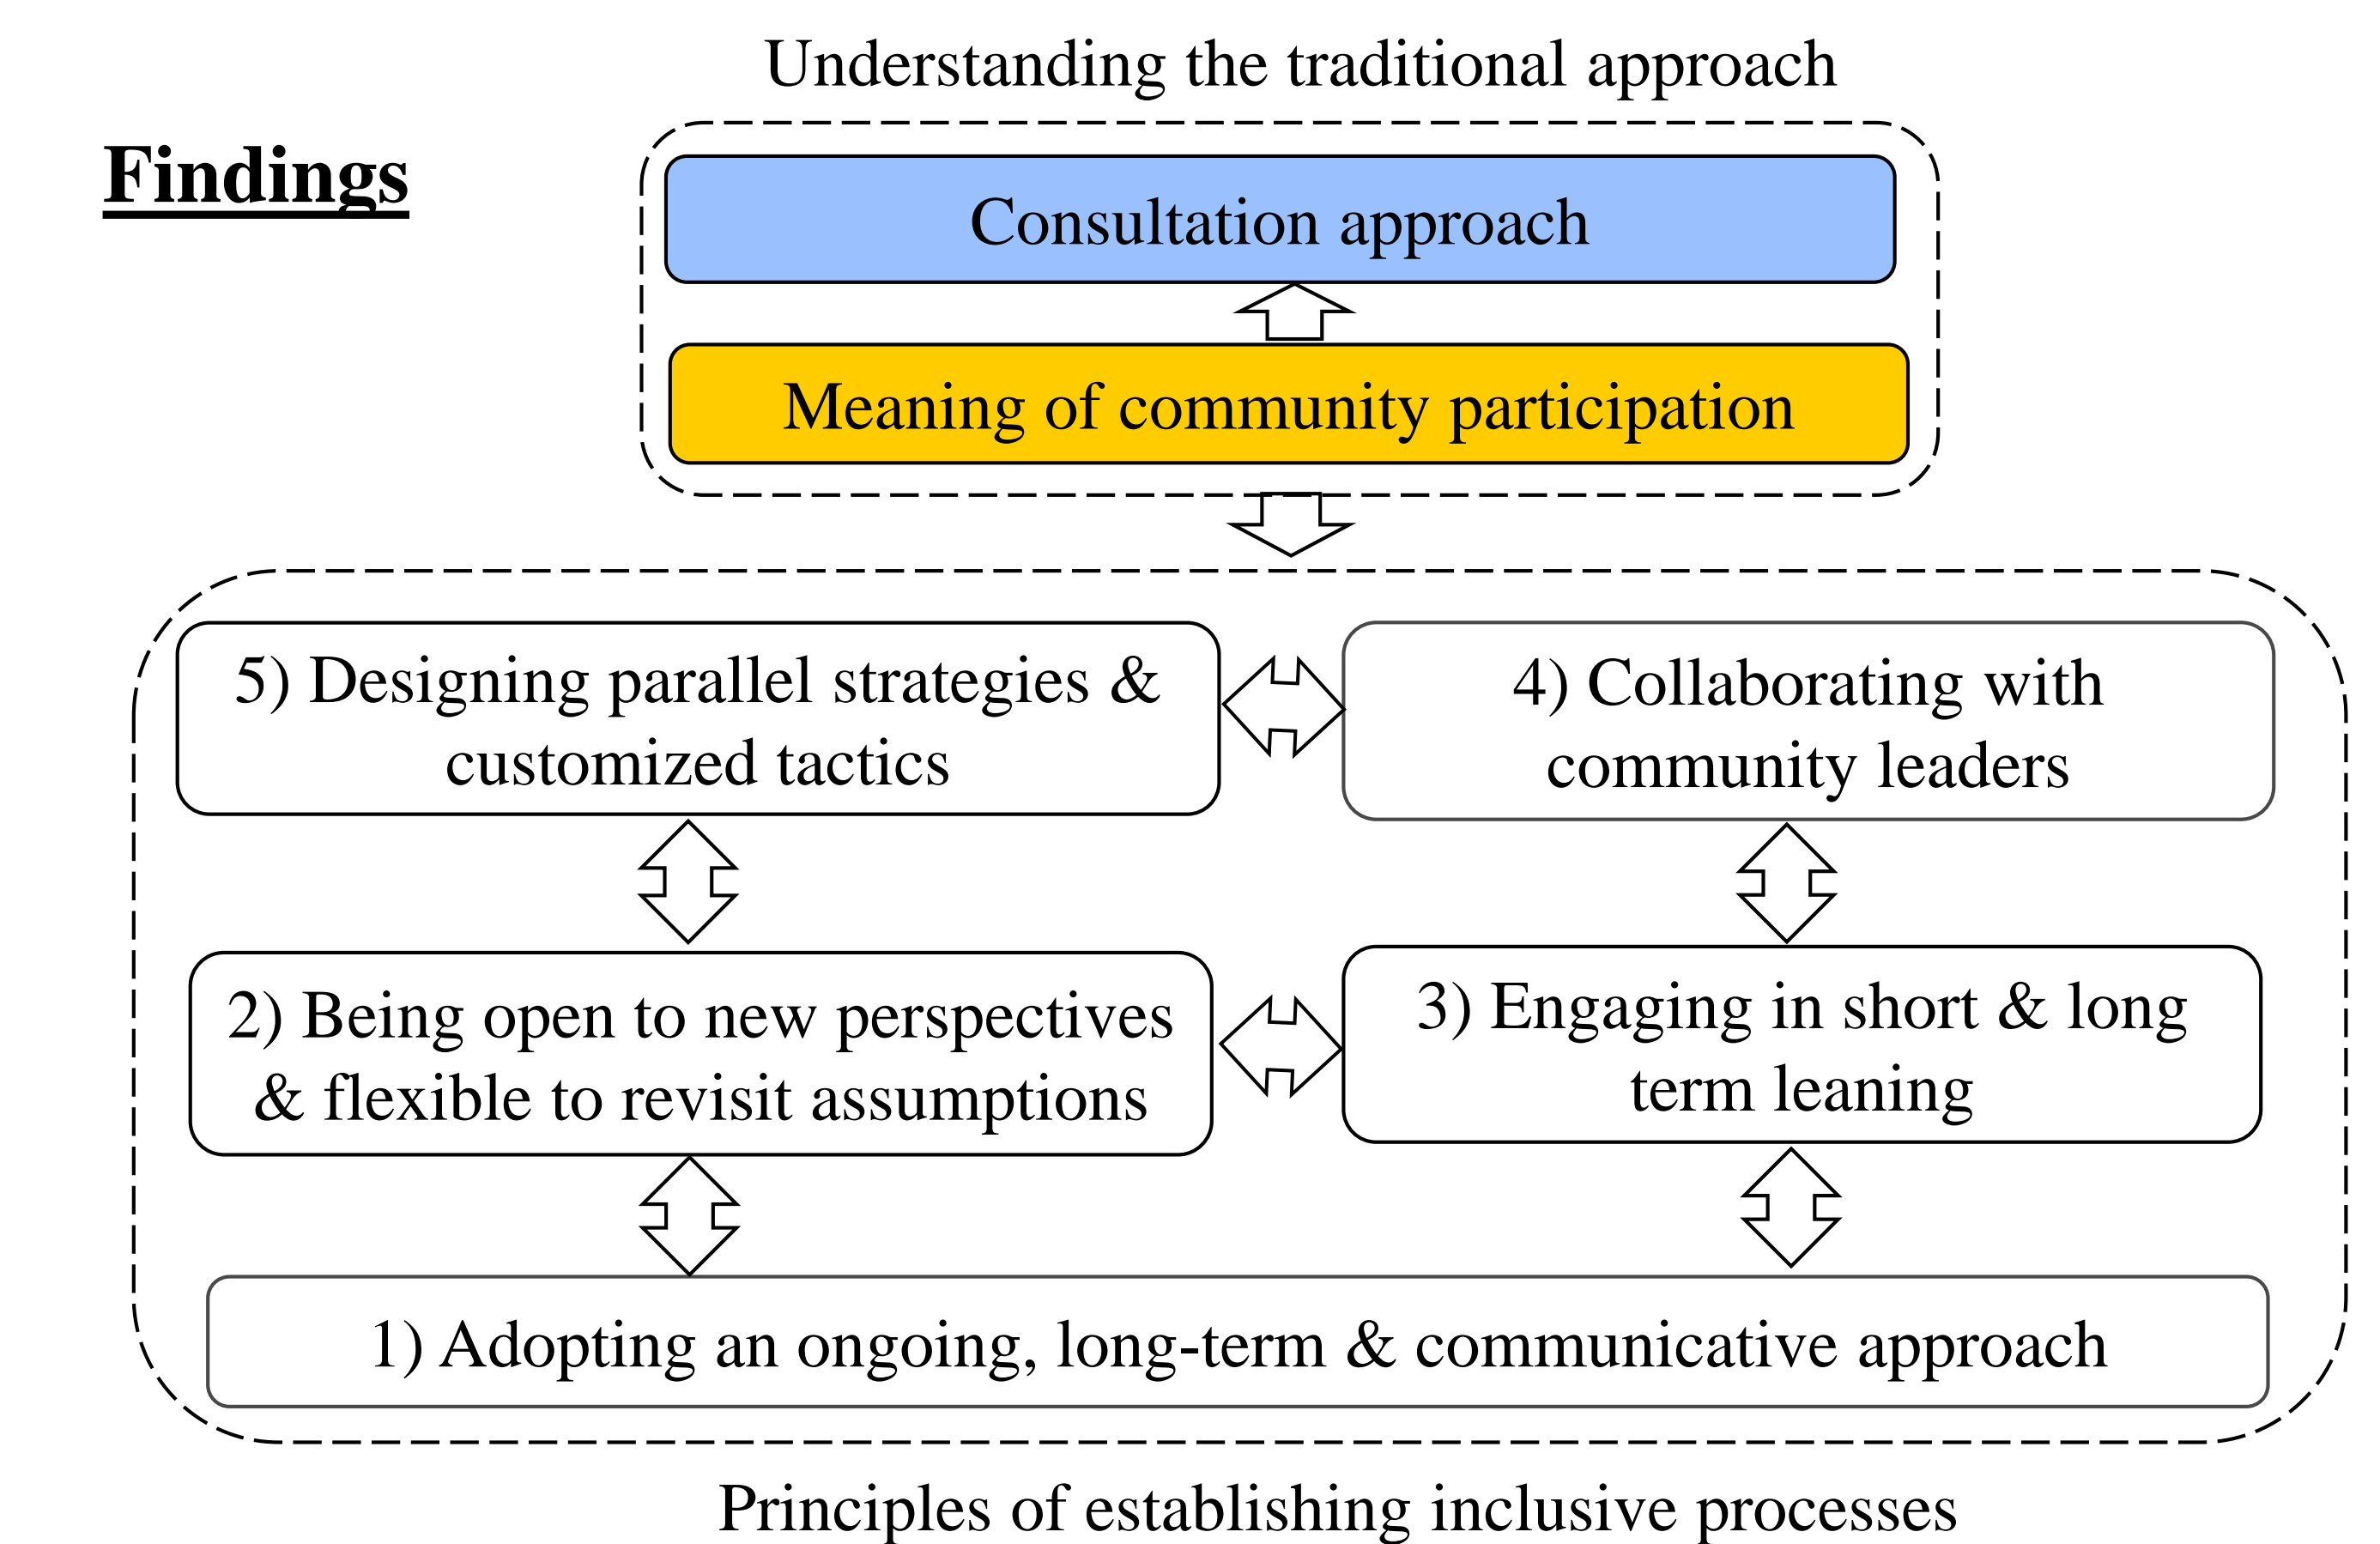 Understanding the traditional approach
Findings
Consultation approach
Meaning of community participation
5) Designing parallel strategies &
customized tactics
4) Collaborating with
community leaders
2) Being open to new perspectives
& flexible to revisit assumptions
3) Engaging in short & long
term leaning
1) Adopting an ongoing, long-term & communicative approach
Principles of establishing inclusive processes